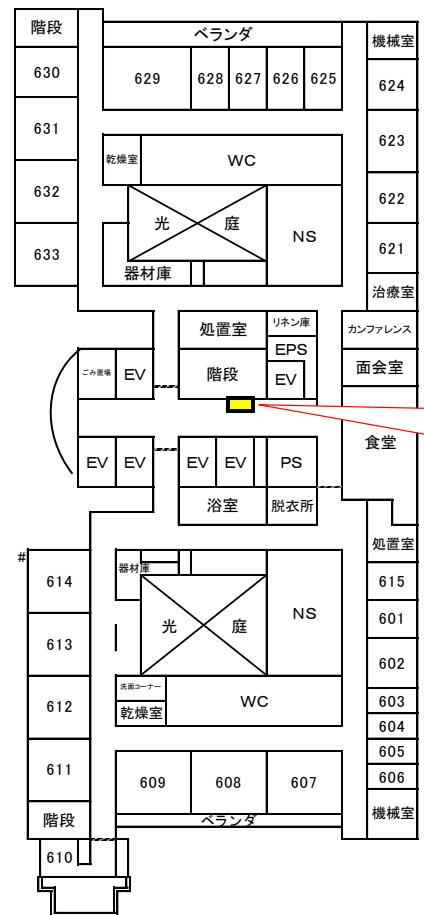 階段
ベランダ
機械室
630
629
628
627
626
625
624
631
乾燥室
WC
623
632
622
光
庭
NS
633
621
器材庫
治療室
処置室
リネン庫
カンファレンス
EPS
ごみ置場
EV
階段
EV
面会室
食堂
EV
EV
EV
EV
PS
浴室
脱衣所
処置室
#
614
器材庫
615
NS
601
光
庭
613
602
洗面コーナー
612
乾燥室
WC
603
604
605
611
609
608
607
606
階段
ベランダ
機械室
610